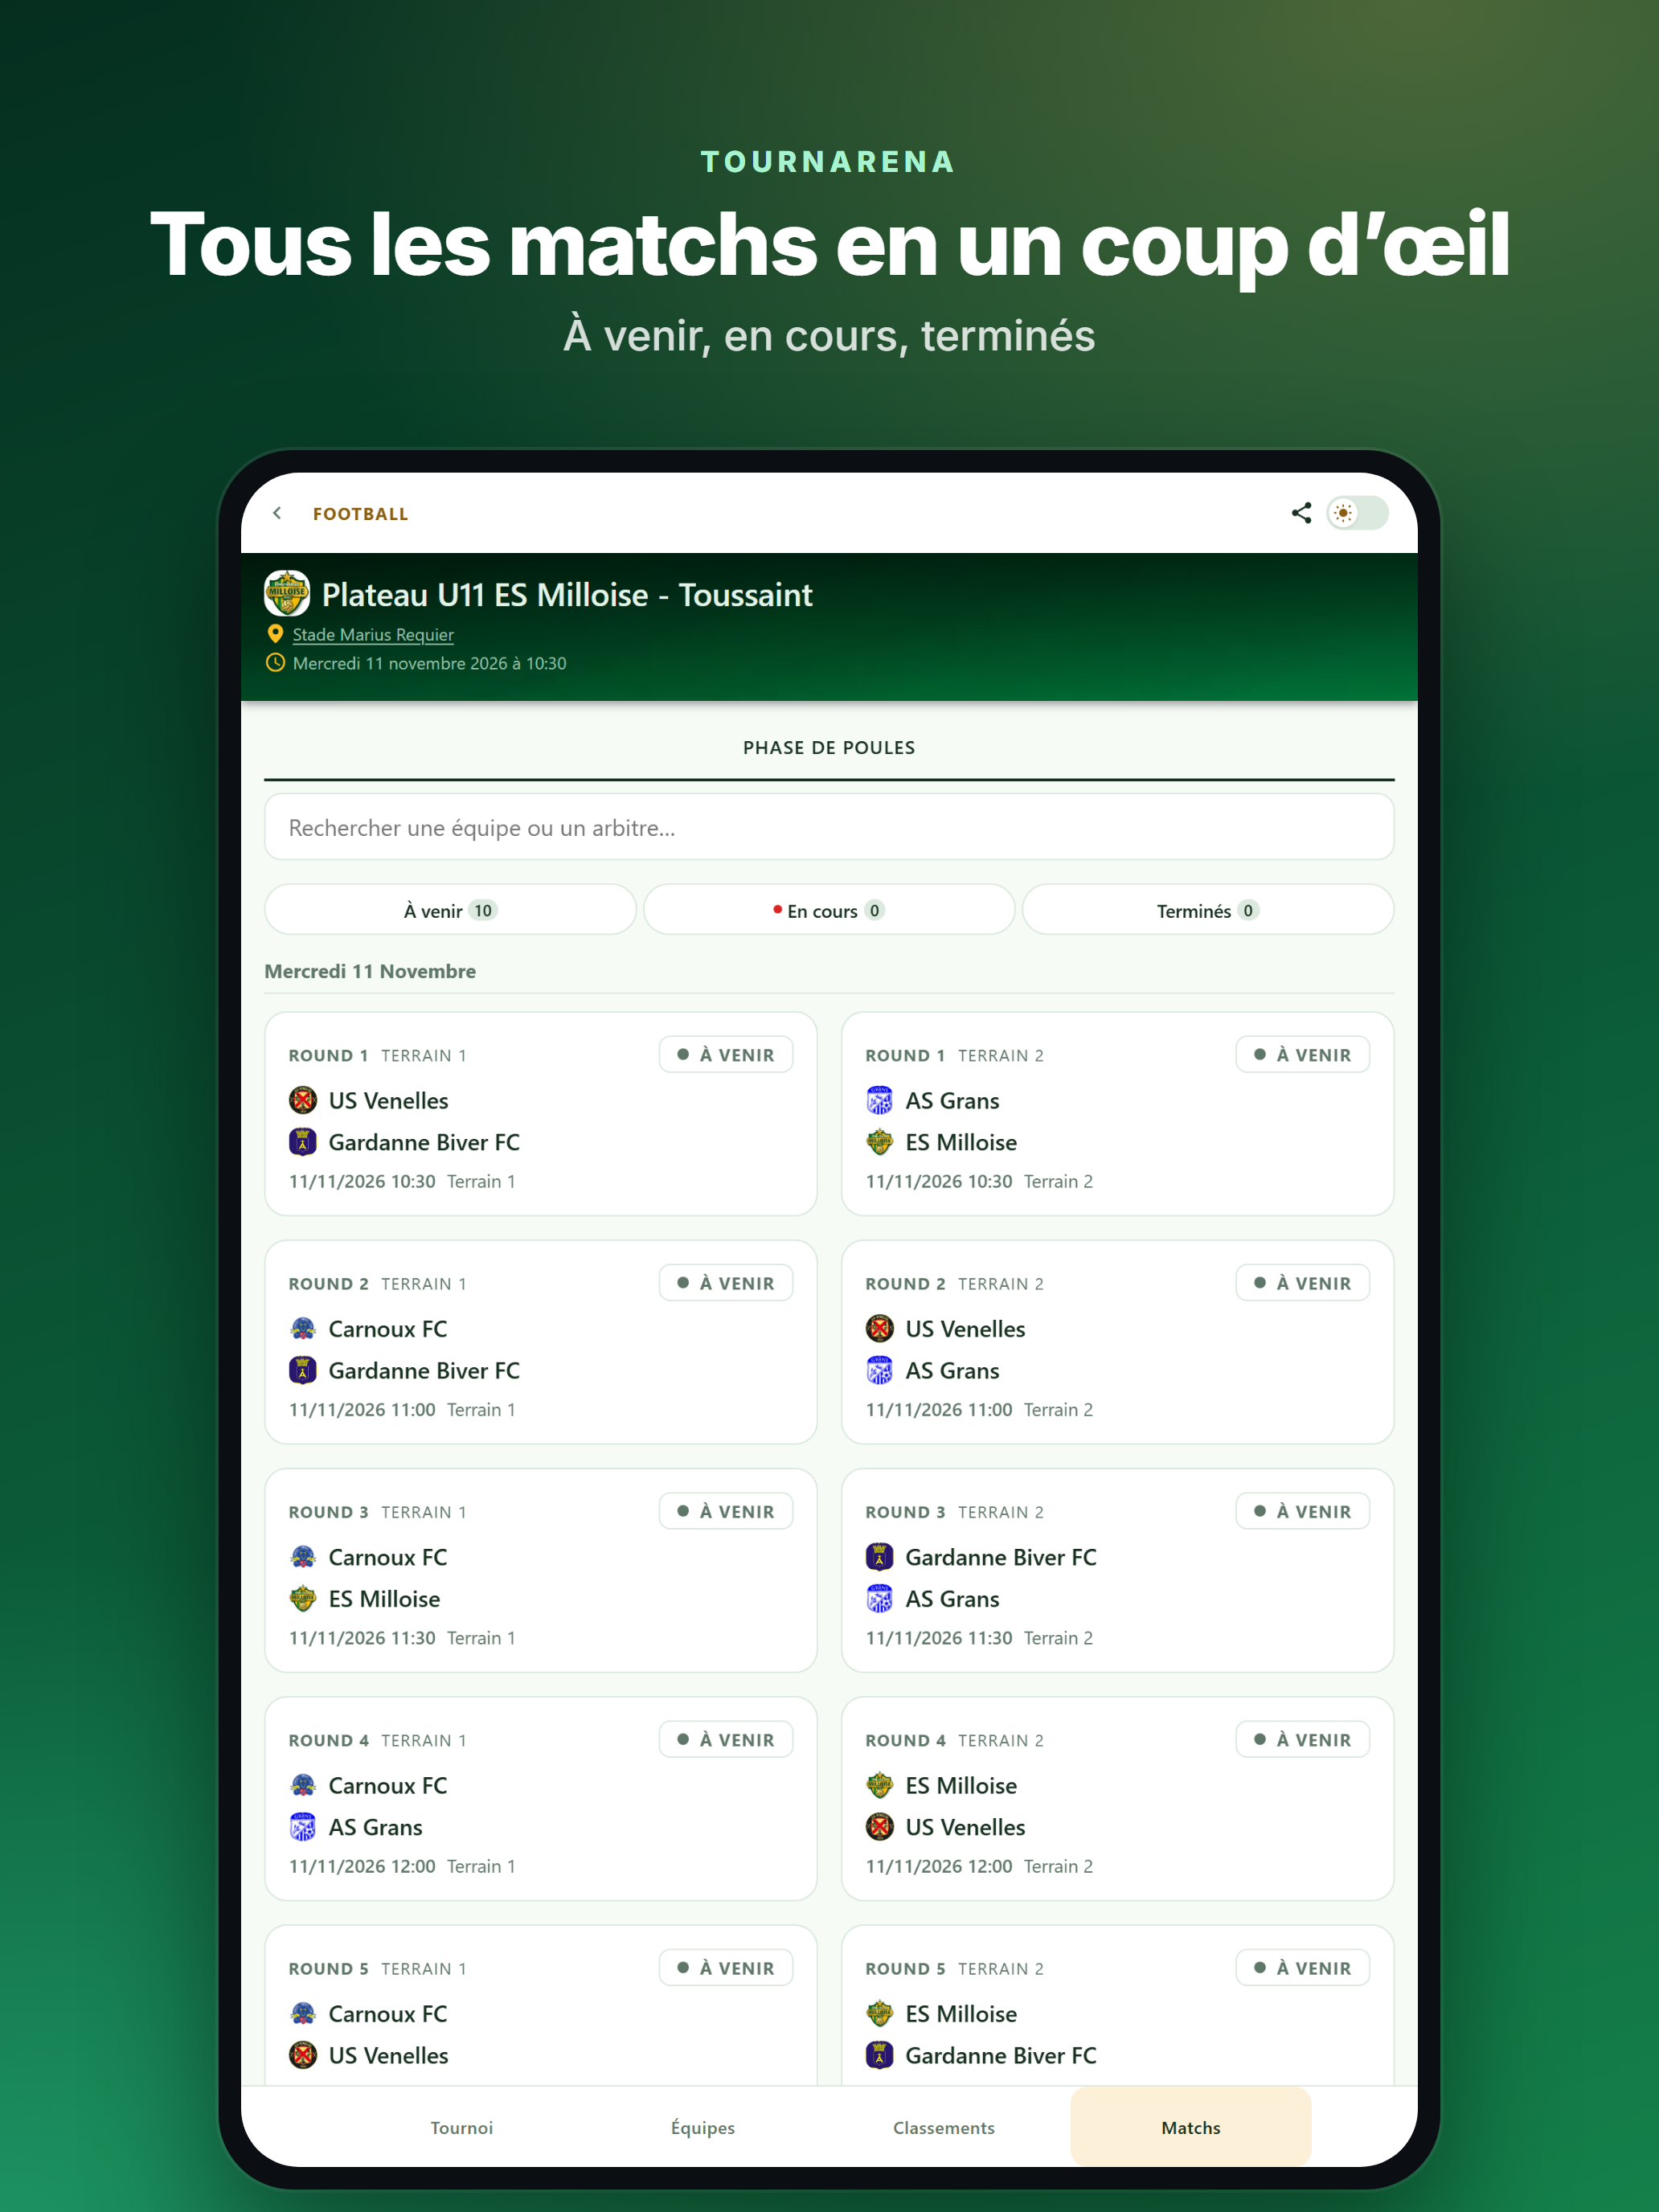 TOURNARENA
Tous les matchs en un coup d’œil
À venir, en cours, terminés
FOOTBALL
MILLOISE
Plateau U11 ES Milloise - Toussaint
Stade Marius Requier
Mercredi 11 novembre 2026 à 10:30
PHASE DE POULES
Rechercher une équipe ou un arbitre...
À venir 10
En cours 0
Terminés 0
Mercredi 11 Novembre
ROUND 1 TERRAIN 1 À VENIR
US Venelles
Gardanne Biver FC
11/11/2026 10:30 Terrain 1
ROUND 1 TERRAIN 2 À VENIR
AS Grans
ES Milloise
11/11/2026 10:30 Terrain 2
ROUND 2 TERRAIN 1 À VENIR
Carnoux FC
Gardanne Biver FC
11/11/2026 11:00 Terrain 1
ROUND 2 TERRAIN 2 À VENIR
US Venelles
AS Grans
11/11/2026 11:00 Terrain 2
ROUND 3 TERRAIN 1 À VENIR
Carnoux FC
ES Milloise
11/11/2026 11:30 Terrain 1
ROUND 3 TERRAIN 2 À VENIR
Gardanne Biver FC
AS Grans
11/11/2026 11:30 Terrain 2
ROUND 4 TERRAIN 1 À VENIR
Carnoux FC
AS Grans
11/11/2026 12:00 Terrain 1
ROUND 4 TERRAIN 2 À VENIR
ES Milloise
US Venelles
11/11/2026 12:00 Terrain 2
ROUND 5 TERRAIN 1 À VENIR
Carnoux FC
US Venelles
ROUND 5 TERRAIN 2 À VENIR
ES Milloise
Gardanne Biver FC
Tournoi
Équipes
Classements
Matchs